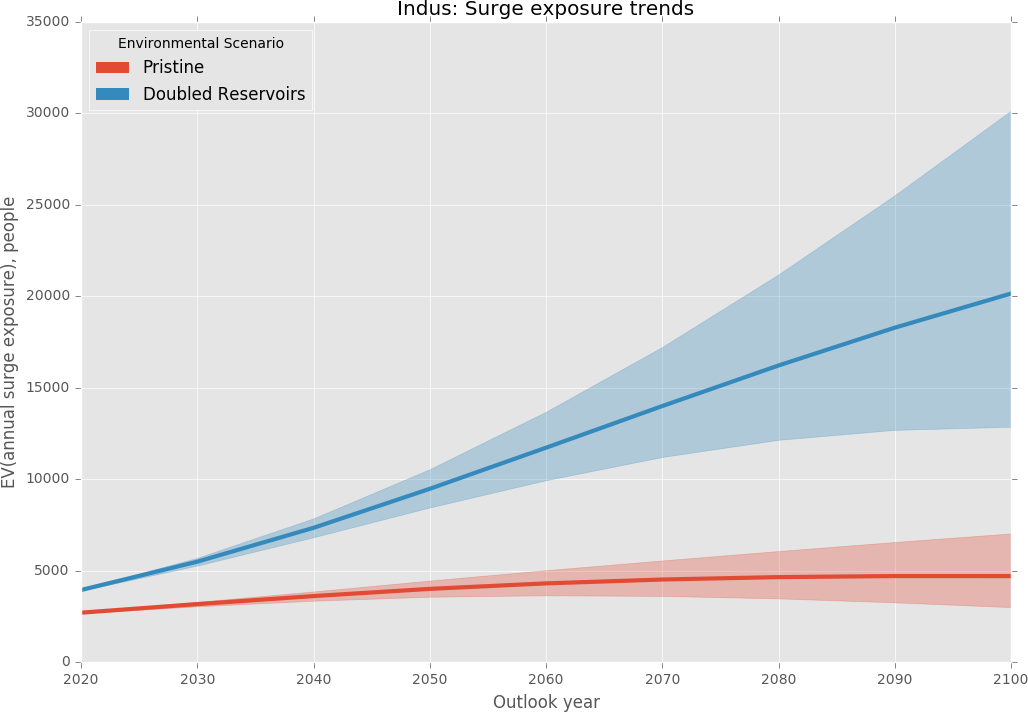 Indus: Surge exposure trends
35000
30000
25000
20000
15000
10000
5000
0
EV(annual surge exposure), people
Environmental Scenario
Pristine
Doubled Reservoirs
2020 2030 2040 2050 2060 2070 2080 2090 2100
Outlook year